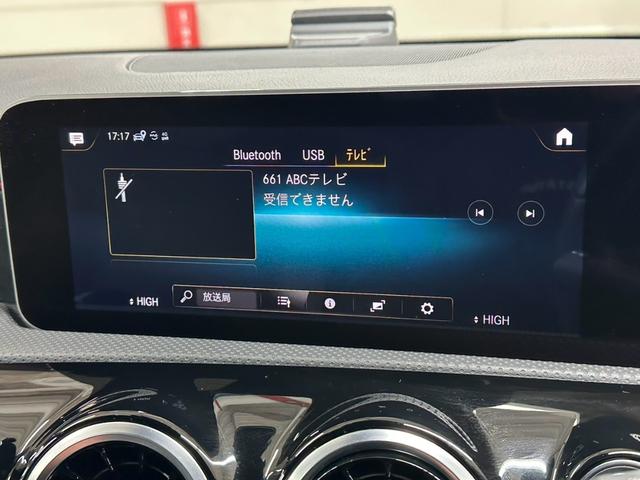 17:17 4G
Bluetooth USB ﾃﾚﾋﾞ
661 ABCテレビ
受信できません
放送局
HIGH
HIGH